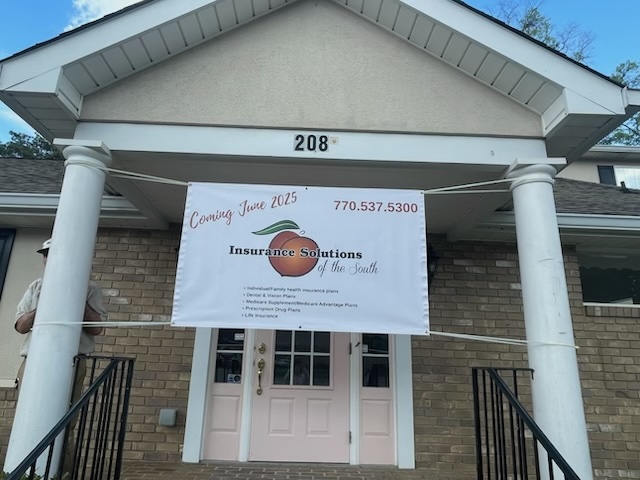 208
Coming June 2025
770.537.5300
Insurance Solutions
of the South
• Individual/Family health insurance plans
• Dental & Vision Plans
• Medicare Supplement/Medicare Advantage Plans
• Prescription Drug Plans
• Life Insurance